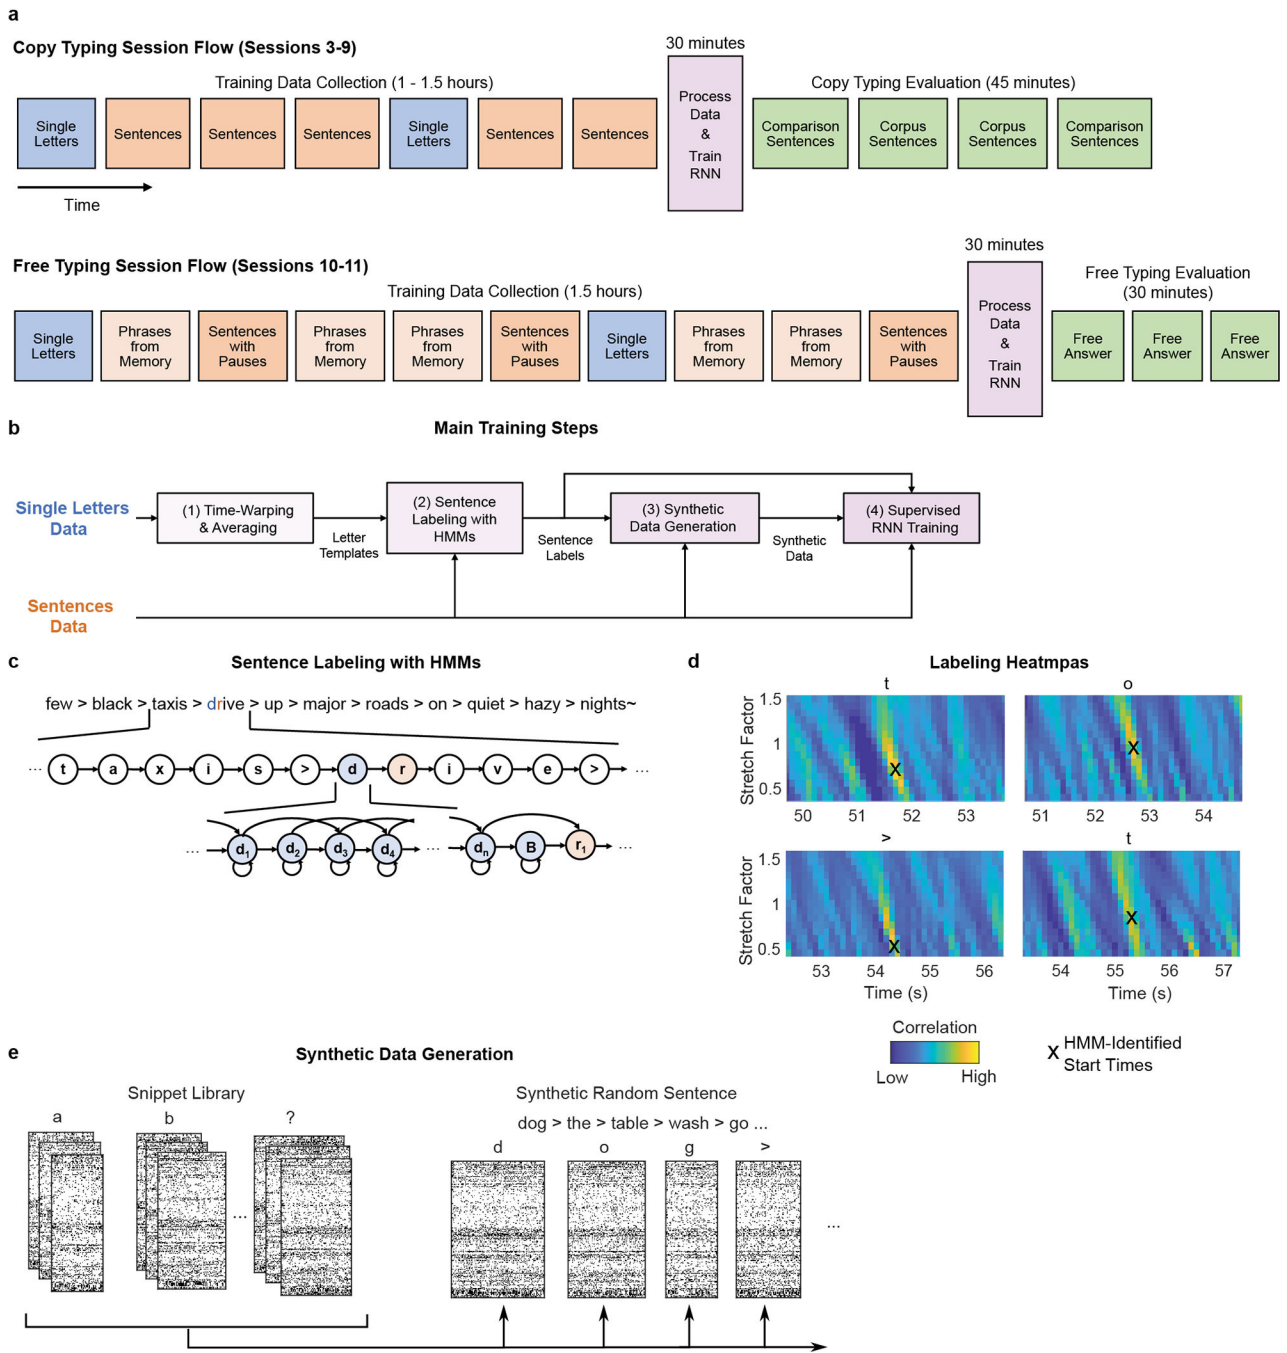 a
Copy Typing Session Flow (Sessions 3-9)
30 minutes
Training Data Collection (1 - 1.5 hours)
Copy Typing Evaluation (45 minutes)
Single
Letters
Sentences
Sentences
Sentences
Single
Letters
Sentences
Sentences
Process
Data
&
Train
RNN
Comparison
Sentences
Corpus
Sentences
Corpus
Sentences
Comparison
Sentences
Time
30 minutes
Free Typing Session Flow (Sessions 10-11)
Training Data Collection (1.5 hours)
Free Typing Evaluation
(30 minutes)
Single
Letters
Phrases
from
Memory
Sentences
with
Pauses
Phrases
from
Memory
Phrases
from
Memory
Sentences
with
Pauses
Single
Letters
Phrases
from
Memory
Phrases
from
Memory
Sentences
with
Pauses
Process
Data
&
Train
RNN
Free
Answer
Free
Answer
Free
Answer
b
Main Training Steps
Single Letters
Data
(1) Time-Warping
& Averaging
Letter
Templates
(2) Sentence
Labeling with
HMMs
Sentence
Labels
(3) Synthetic
Data Generation
Synthetic
Data
(4) Supervised
RNN Training
Sentences
Data
c
Sentence Labeling with HMMs
few > black > taxis > drive > up > major > roads > on > quiet > hazy > nights~
... t a x i s > d r i v e > ...
... d1 d2 d3 d4 ... dn B r1 ...
d
Labeling Heatmpas
t
o
Stretch Factor
1.5
1
0.5
50 51 52 53
51 52 53 54
>
t
Stretch Factor
1.5
1
0.5
53 54 55 56
54 55 56 57
Time (s)
Time (s)
Correlation
Low
High
X HMM-Identified
Start Times
e
Synthetic Data Generation
Snippet Library
a
b
?
...
Synthetic Random Sentence
dog > the > table > wash > go ...
d
o
g
>
...